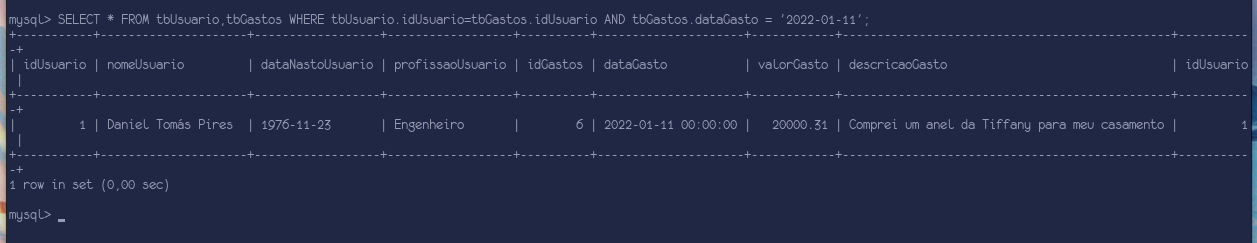 mysql> SELECT * FROM tbUsuario,tbGastos WHERE tbUsuario.idUsuario=tbGastos.idUsuario AND tbGastos.dataGasto = '2022-01-11';
+-----------+---------------------+------------------+------------------+-----------+---------------------+------------+-----------------------------------------------+----------
-+
| idUsuario | nomeUsuario         | dataNastoUsuario | profissaoUsuario | idGastos | dataGasto           | valorGasto | descricaoGasto                                | idUsuario
 |
+-----------+---------------------+------------------+------------------+-----------+---------------------+------------+-----------------------------------------------+----------
-+
|         1 | Daniel Tomás Pires  | 1976-11-23       | Engenheiro       |        6 | 2022-01-11 00:00:00 |   20000.31 | Comprei um anel da Tiffany para meu casamento |         1
 |
+-----------+---------------------+------------------+------------------+-----------+---------------------+------------+-----------------------------------------------+----------
-+
1 row in set (0,00 sec)
mysql> _